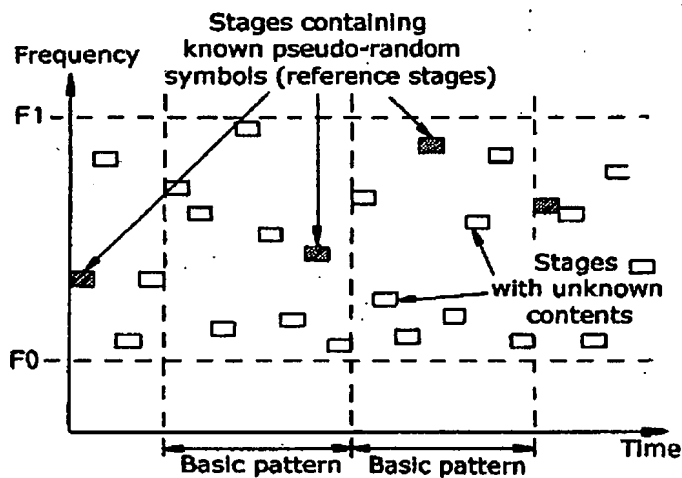 Stages containing
known pseudo-random
symbols (reference stages)
Frequency
F1
Stages
with unknown
contents
F0
Time
Basic pattern
Basic pattern